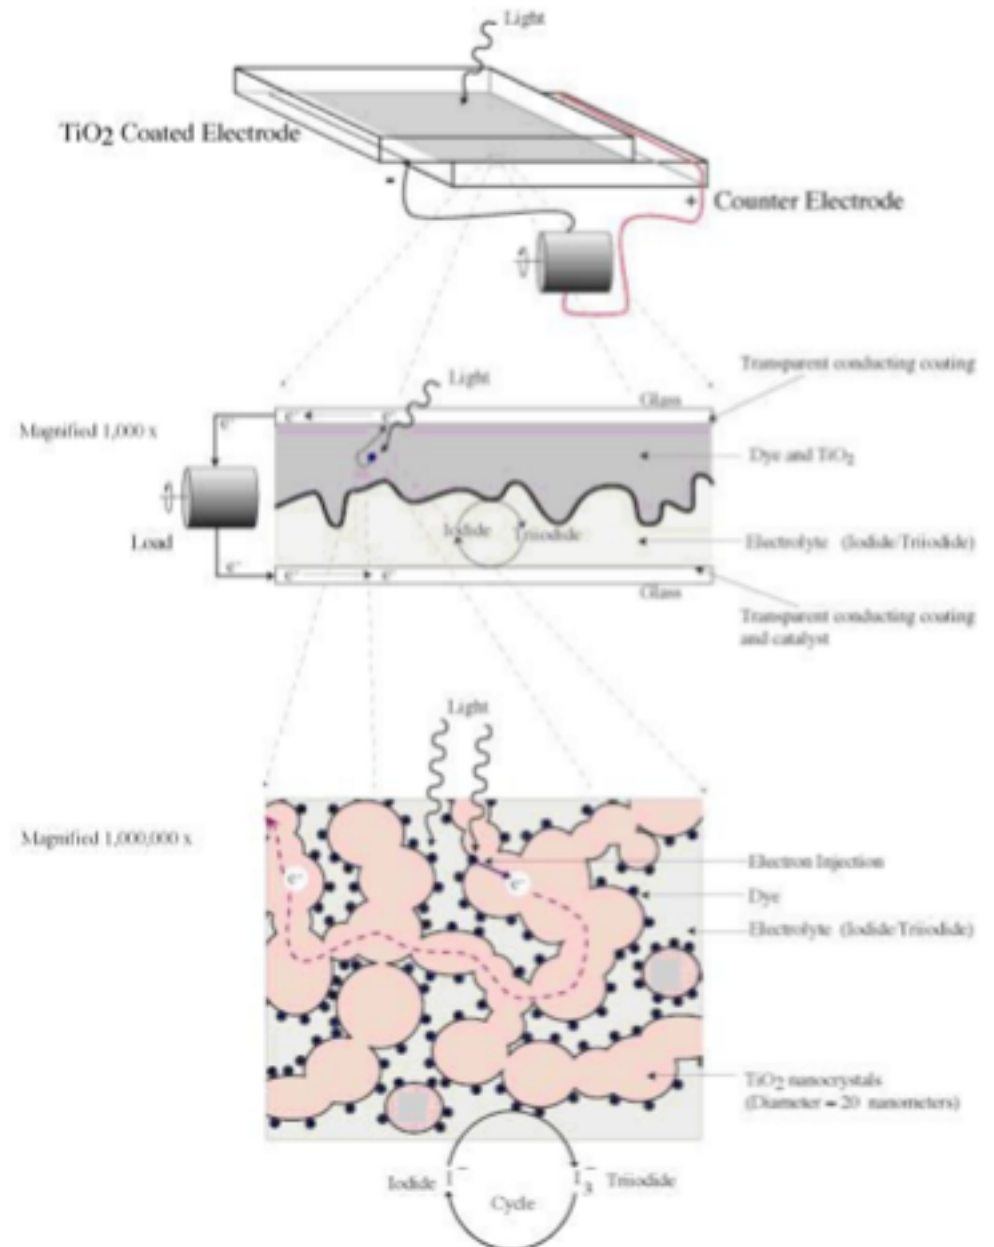 Light
TiO2 Coated Electrode
-
+
Counter Electrode
Transparent conducting coating
Light
Glass
e-
e-
e-
Magnified 1,000 x
Dye and TiO2
Iodide
Triiodide
Load
Electrolyte (Iodide/Triiodide)
e-
e-
e-
Glass
Transparent conducting coating
and catalyst
Light
Magnified 1,000,000 x
Electron Injection
e-
e-
Dye
Electrolyte (Iodide/Triiodide)
TiO2 nanocrystals
(Diameter = 20 nanometers)
Iodide I-
I3- Triiodide
Cycle